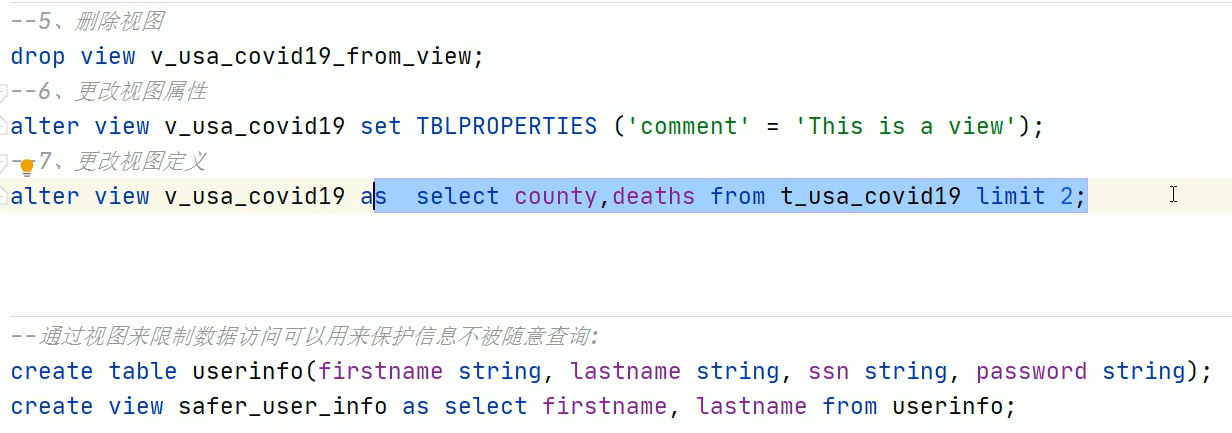 --5、删除视图
drop view v_usa_covid19_from_view;
--6、更改视图属性
alter view v_usa_covid19 set TBLPROPERTIES ('comment' = 'This is a view');
--7、更改视图定义
alter view v_usa_covid19 as  select county,deaths from t_usa_covid19 limit 2;
--通过视图来限制数据访问可以用来保护信息不被随意查询:
create table userinfo(firstname string, lastname string, ssn string, password string);
create view safer_user_info as select firstname, lastname from userinfo;